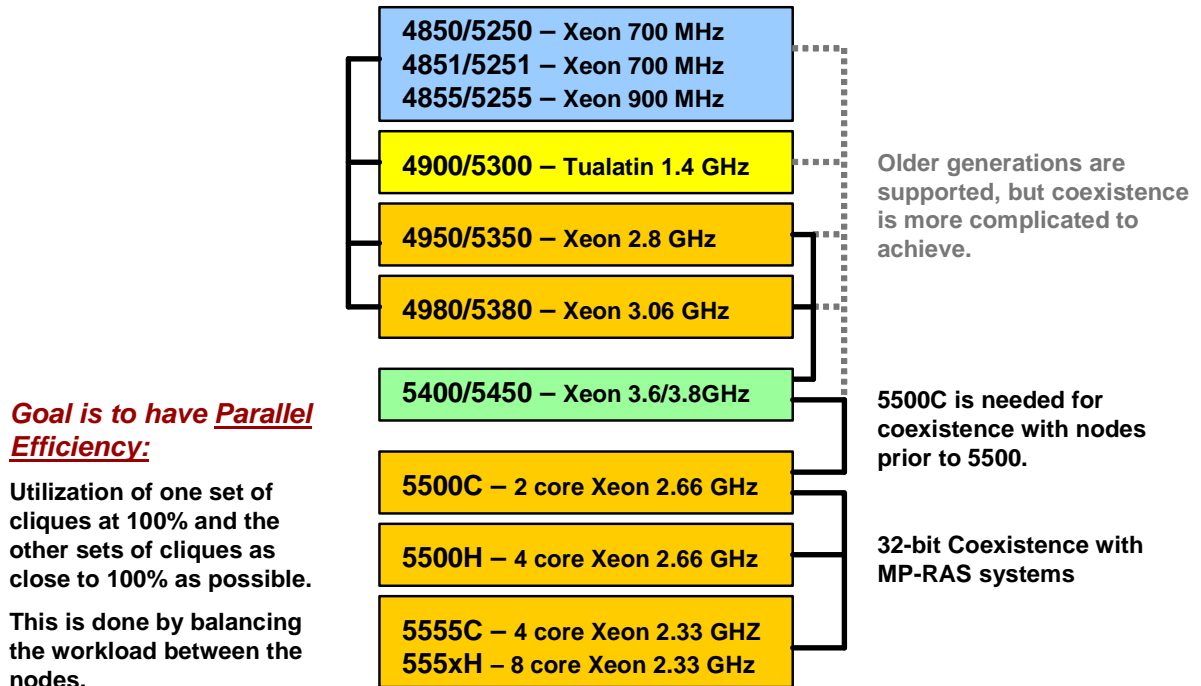 4850/5250 – Xeon 700 MHz
4851/5251 – Xeon 700 MHz
4855/5255 – Xeon 900 MHz
4900/5300 – Tualatin 1.4 GHz
4950/5350 – Xeon 2.8 GHz
4980/5380 – Xeon 3.06 GHz
5400/5450 – Xeon 3.6/3.8GHz
5500C – 2 core Xeon 2.66 GHz
5500H – 4 core Xeon 2.66 GHz
5555C – 4 core Xeon 2.33 GHZ
555xH – 8 core Xeon 2.33 GHz
Older generations are
supported, but coexistence
is more complicated to
achieve.
5500C is needed for
coexistence with nodes
prior to 5500.
32-bit Coexistence with
MP-RAS systems
Goal is to have Parallel
Efficiency:
Utilization of one set of
cliques at 100% and the
other sets of cliques as
close to 100% as possible.
This is done by balancing
the workload between the
nodes.